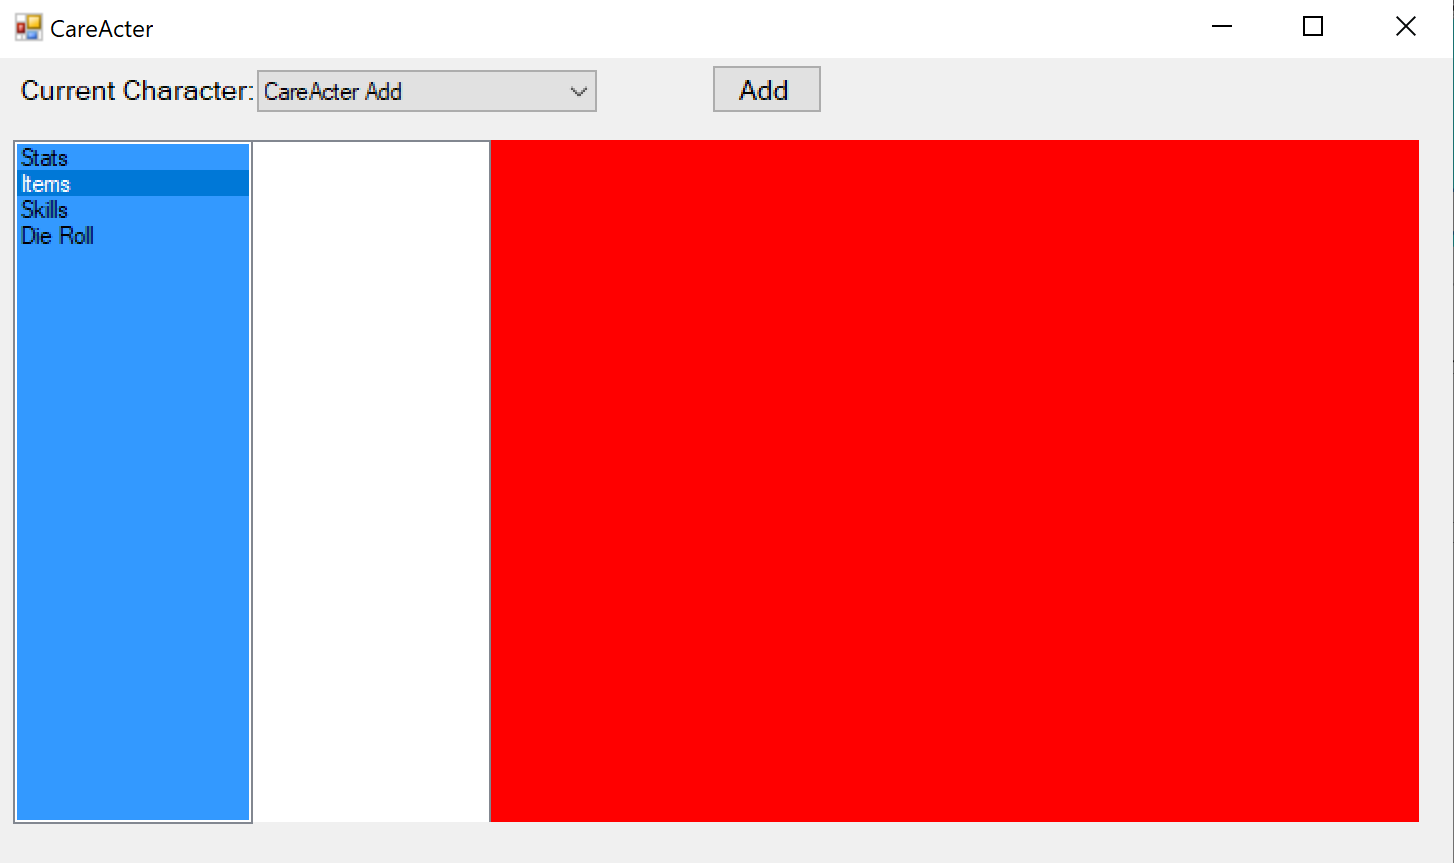 CareActer
Current Character: CareActer Add Add
Stats
Items
Skills
Die Roll